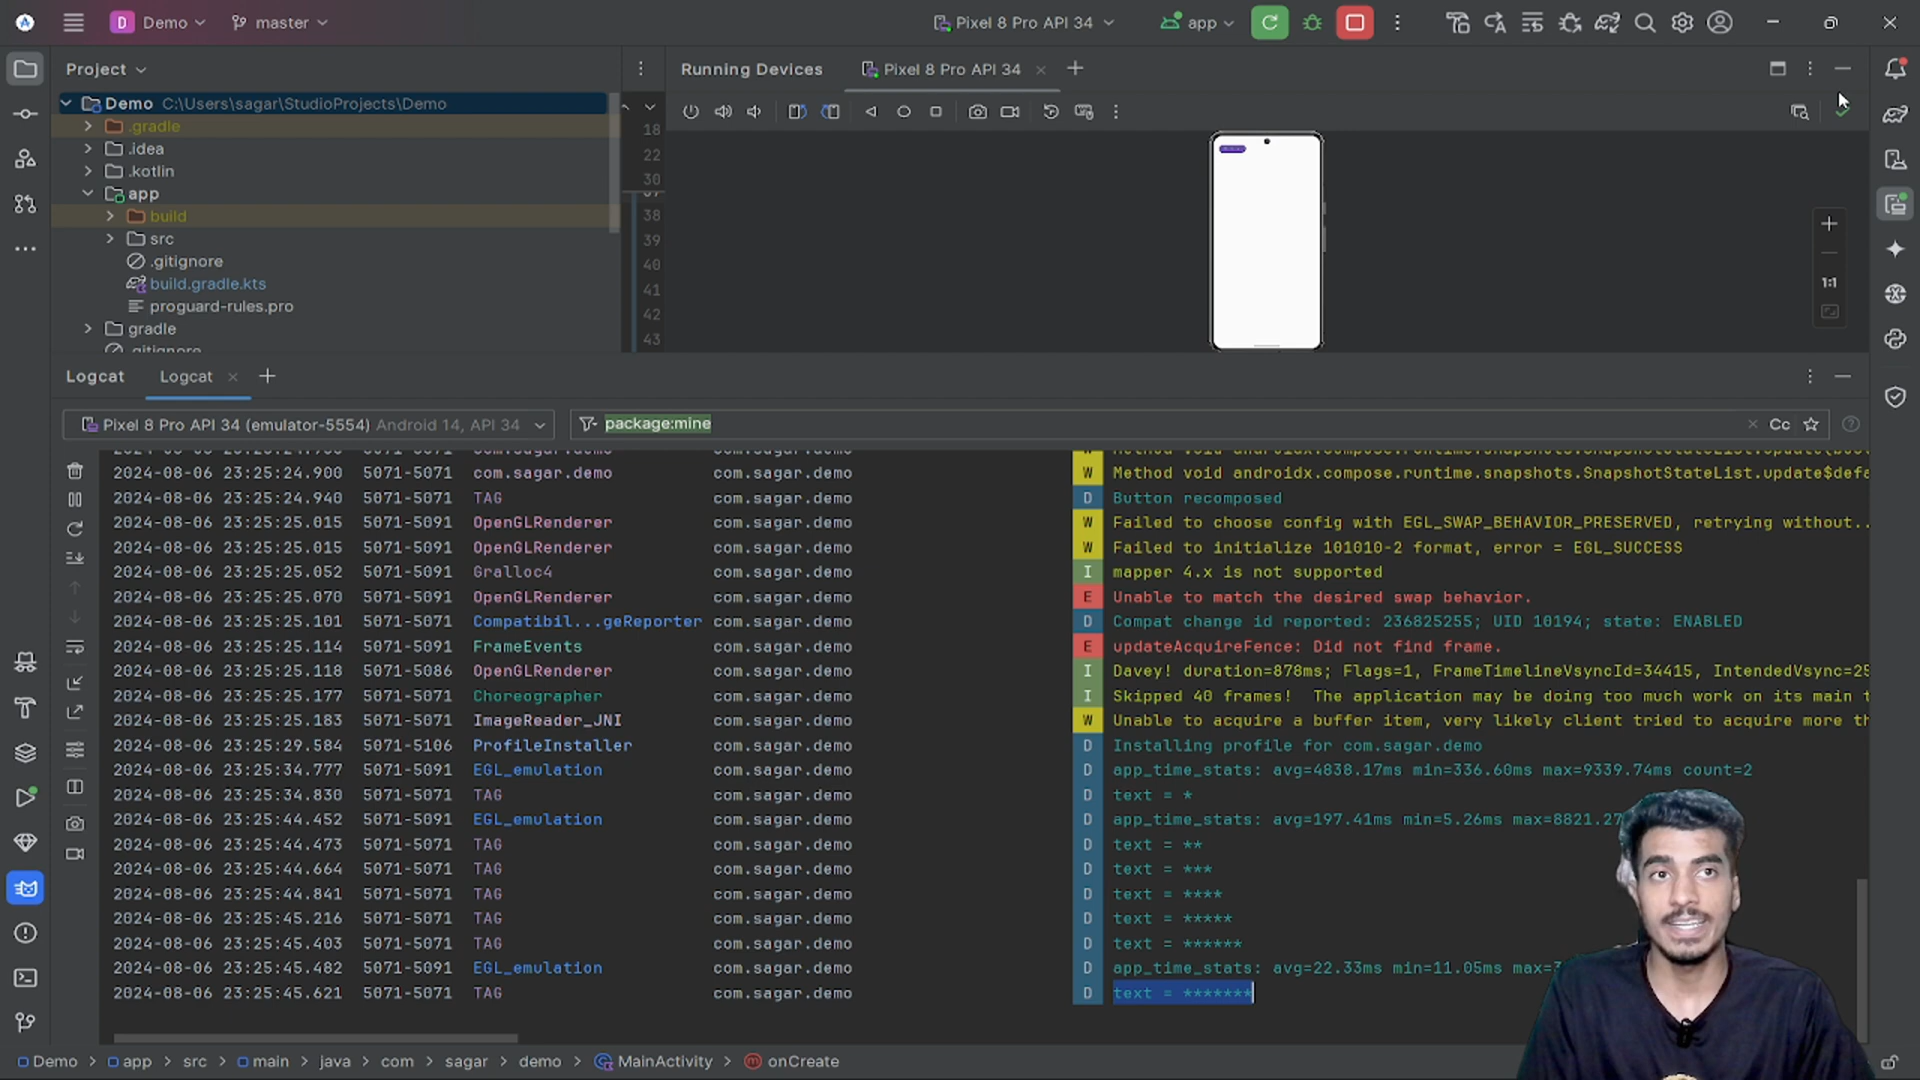 D Demo master Pixel 8 Pro API 34 app
Project
Running Devices Pixel 8 Pro API 34
Demo C:\Users\sagar\StudioProjects\Demo
.gradle
.idea
.kotlin
app
build
src
.gitignore
build.gradle.kts
proguard-rules.pro
gradle
.gitignore
18
22
30
37
38
39
40
41
42
43
1:1
Logcat Logcat
Pixel 8 Pro API 34 (emulator-5554) Android 14, API 34 package:mine Cc
2024-08-06 23:25:24.900 5071-5071 com.sagar.demo com.sagar.demo W Method void androidx.compose.runtime.snapshots.SnapshotStateList.update$defa
2024-08-06 23:25:24.940 5071-5071 TAG com.sagar.demo D Button recomposed
2024-08-06 23:25:25.015 5071-5091 OpenGLRenderer com.sagar.demo W Failed to choose config with EGL_SWAP_BEHAVIOR_PRESERVED, retrying without..
2024-08-06 23:25:25.015 5071-5091 OpenGLRenderer com.sagar.demo W Failed to initialize 101010-2 format, error = EGL_SUCCESS
2024-08-06 23:25:25.052 5071-5091 Gralloc4 com.sagar.demo I mapper 4.x is not supported
2024-08-06 23:25:25.070 5071-5091 OpenGLRenderer com.sagar.demo E Unable to match the desired swap behavior.
2024-08-06 23:25:25.101 5071-5091 Compatibil...geReporter com.sagar.demo D Compat change id reported: 236825255; UID 10194; state: ENABLED
2024-08-06 23:25:25.114 5071-5091 FrameEvents com.sagar.demo E updateAcquireFence: Did not find frame.
2024-08-06 23:25:25.118 5071-5086 OpenGLRenderer com.sagar.demo I Davey! duration=878ms; Flags=1, FrameTimelineVsyncId=34415, IntendedVsync=25
2024-08-06 23:25:25.177 5071-5071 Choreographer com.sagar.demo I Skipped 40 frames! The application may be doing too much work on its main t
2024-08-06 23:25:25.183 5071-5071 ImageReader_JNI com.sagar.demo W Unable to acquire a buffer item, very likely client tried to acquire more th
2024-08-06 23:25:29.584 5071-5106 ProfileInstaller com.sagar.demo D Installing profile for com.sagar.demo
2024-08-06 23:25:34.777 5071-5091 EGL_emulation com.sagar.demo D app_time_stats: avg=4838.17ms min=336.60ms max=9339.74ms count=2
2024-08-06 23:25:34.830 5071-5071 TAG com.sagar.demo D text = *
2024-08-06 23:25:44.452 5071-5091 EGL_emulation com.sagar.demo D app_time_stats: avg=197.41ms min=5.26ms max=8821.27
2024-08-06 23:25:44.473 5071-5071 TAG com.sagar.demo D text = **
2024-08-06 23:25:44.664 5071-5071 TAG com.sagar.demo D text = ***
2024-08-06 23:25:44.841 5071-5071 TAG com.sagar.demo D text = ****
2024-08-06 23:25:45.216 5071-5071 TAG com.sagar.demo D text = *****
2024-08-06 23:25:45.403 5071-5071 TAG com.sagar.demo D text = ******
2024-08-06 23:25:45.482 5071-5091 EGL_emulation com.sagar.demo D app_time_stats: avg=22.33ms min=11.05ms max=3
2024-08-06 23:25:45.621 5071-5071 TAG com.sagar.demo D text = *******
Demo > app > src > main > java > com > sagar > demo > MainActivity > onCreate